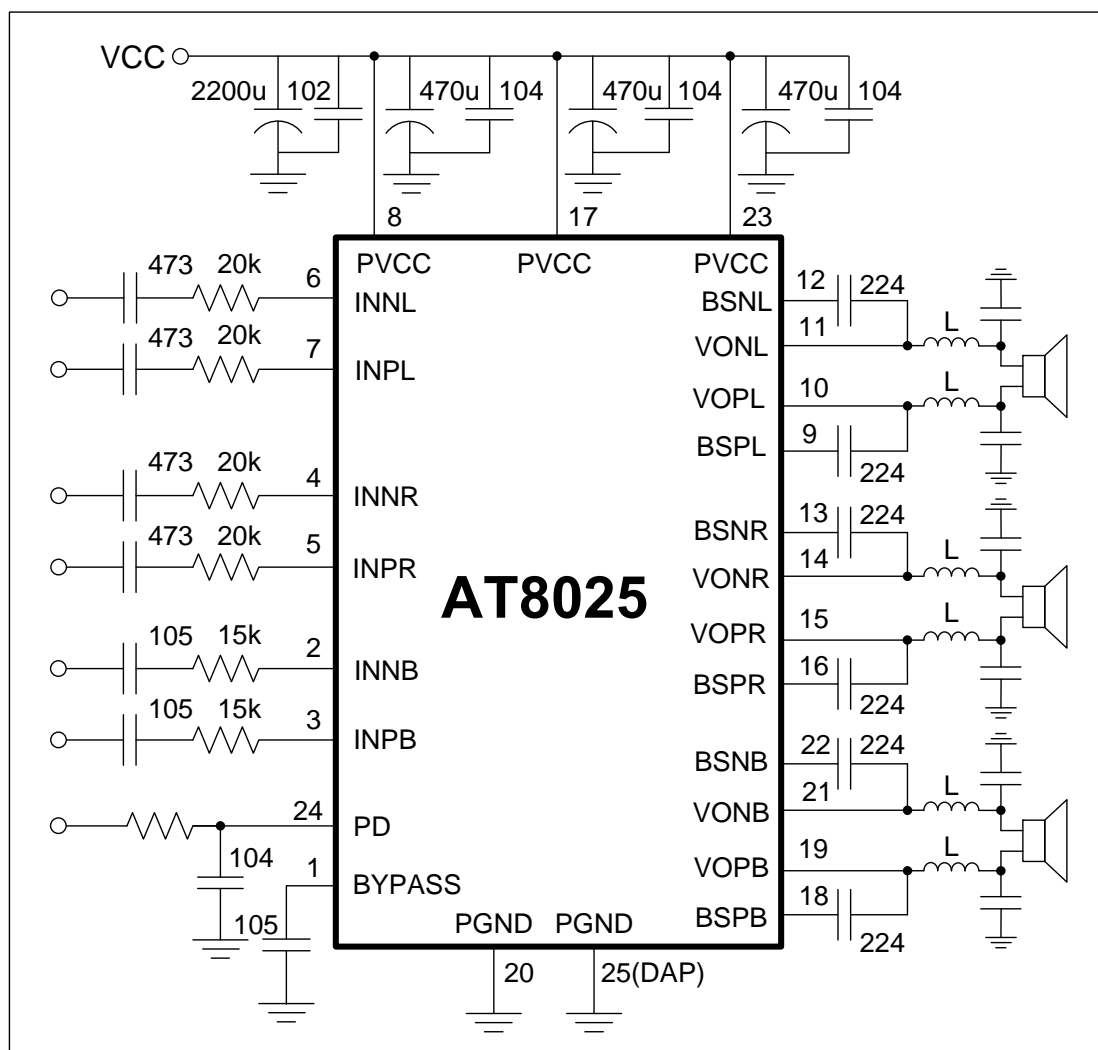 VCC
2200u 102 470u 104 470u 104 470u 104
8 17 23
PVCC PVCC PVCC
473 20k 6 INNL
473 20k 7 INPL
473 20k 4 INNR
473 20k 5 INPR
105 15k 2 INNB
105 15k 3 INPB
24 PD
104
1 BYPASS
105
AT8025
BSNL 12 224
VONL 11 L
VOPL 10 L
BSPL 9 224
BSNR 13 224
VONR 14 L
VOPR 15 L
BSPR 16 224
BSNB 22 224
VONB 21 L
VOPB 19 L
BSPB 18 224
PGND PGND
20 25(DAP)